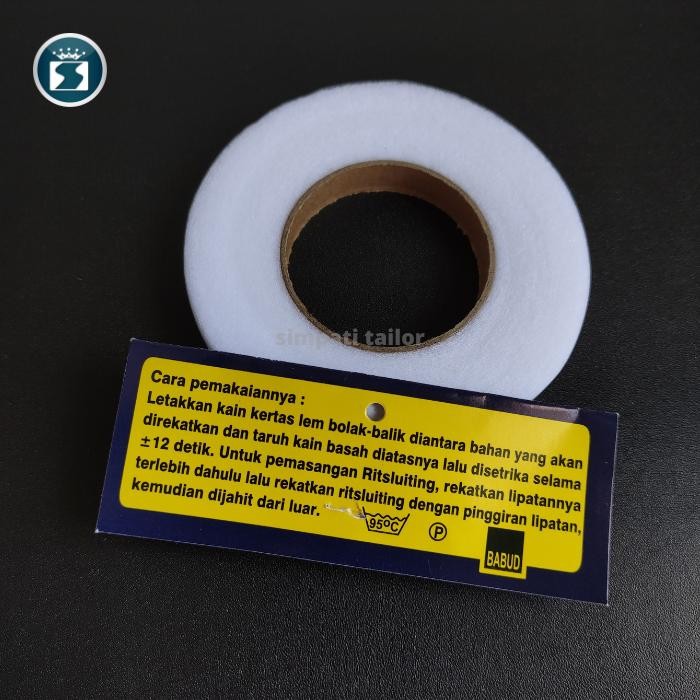 simpati tailor
Cara pemakaiannya :
Letakkan kain kertas lem bolak-balik diantara bahan yang akan
direkatkan dan taruh kain basah diatasnya lalu disetrika selama
±12 detik. Untuk pemasangan Ritsluiting, rekatkan lipatannya
terlebih dahulu lalu rekatkan ritsluiting dengan pinggiran lipatan,
kemudian dijahit dari luar.
95°C
P
BABUD